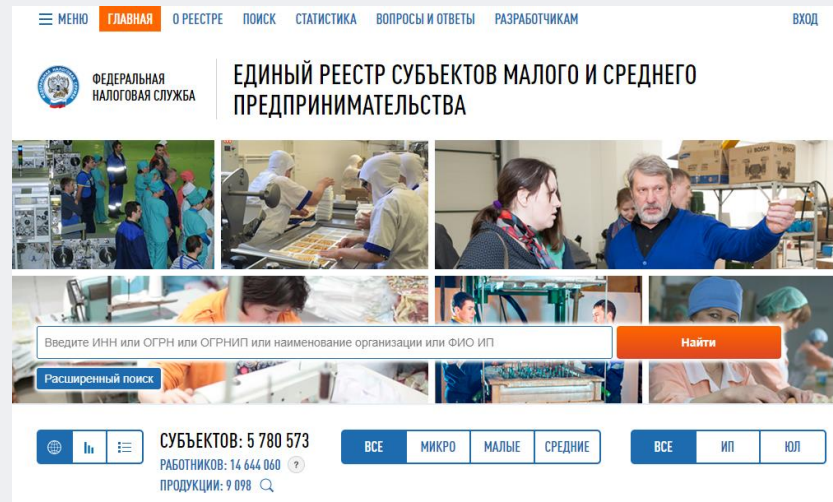 МЕНЮ ГЛАВНАЯ О РЕЕСТРЕ ПОИСК СТАТИСТИКА ВОПРОСЫ И ОТВЕТЫ РАЗРАБОТЧИКАМ ВХОД
ФЕДЕРАЛЬНАЯ
НАЛОГОВАЯ СЛУЖБА
ЕДИНЫЙ РЕЕСТР СУБЪЕКТОВ МАЛОГО И СРЕДНЕГО
ПРЕДПРИНИМАТЕЛЬСТВА
BOSCH
Введите ИНН или ОГРН или ОГРНИП или наименование организации или ФИО ИП
Найти
Расширенный поиск
СУБЪЕКТОВ: 5 780 573
РАБОТНИКОВ: 14 644 060 ?
ПРОДУКЦИИ: 9 098
ВСЕ МИКРО МАЛЫЕ СРЕДНИЕ
ВСЕ ИП ЮЛ